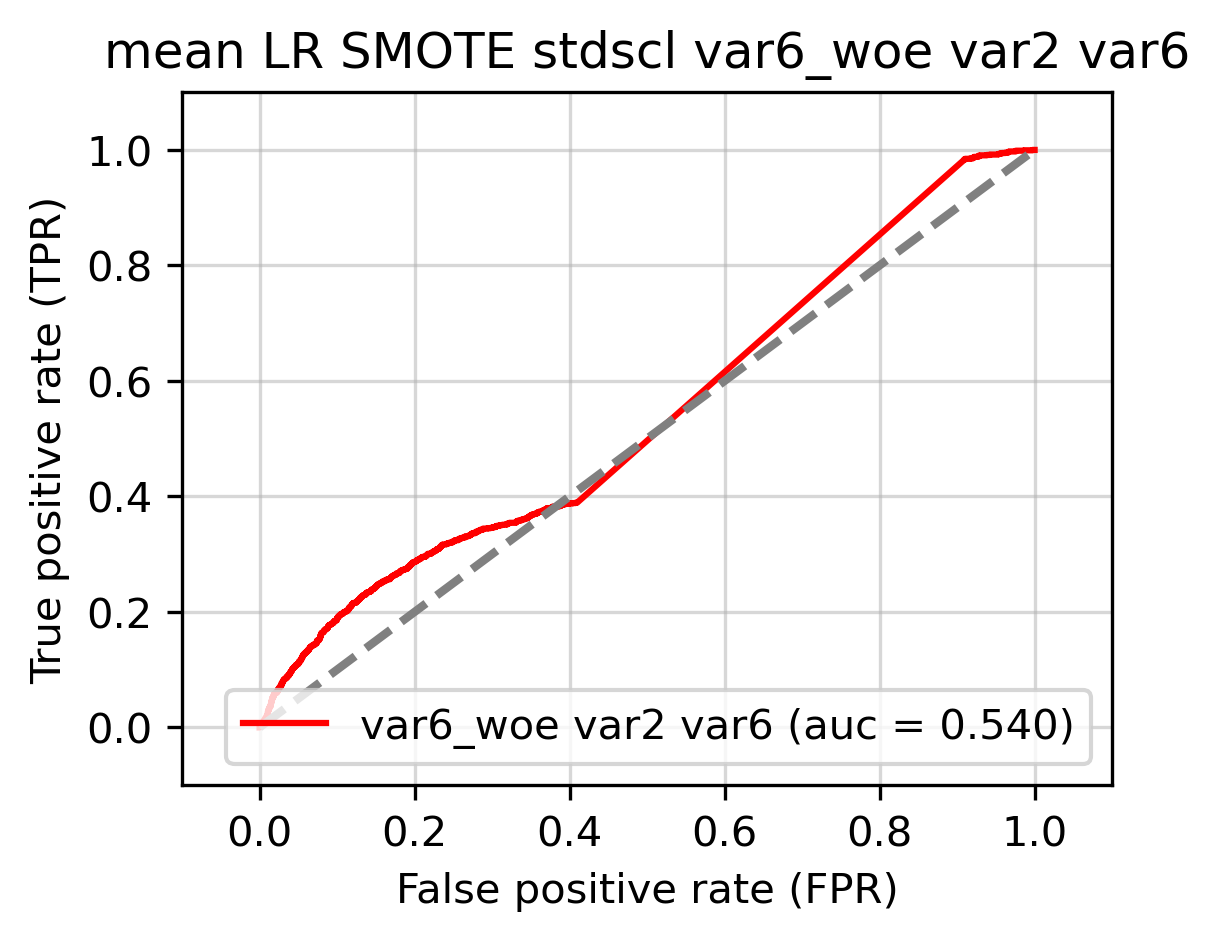 mean LR SMOTE stdscl var6_woe var2 var6
True positive rate (TPR)
1.0
0.8
0.6
0.4
0.2
0.0
var6_woe var2 var6 (auc = 0.540)
0.0 0.2 0.4 0.6 0.8 1.0
False positive rate (FPR)